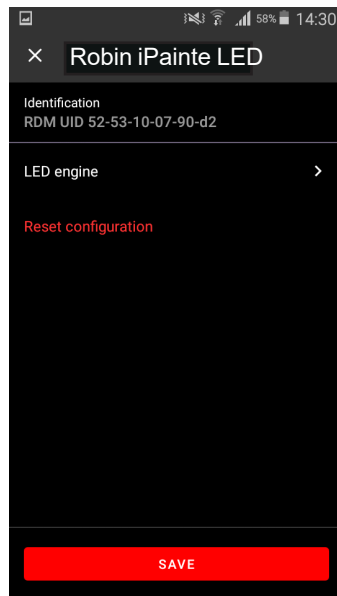 58% 14:30
× Robin iPainte LED
Identification
RDM UID 52-53-10-07-90-d2
LED engine
Reset configuration
SAVE